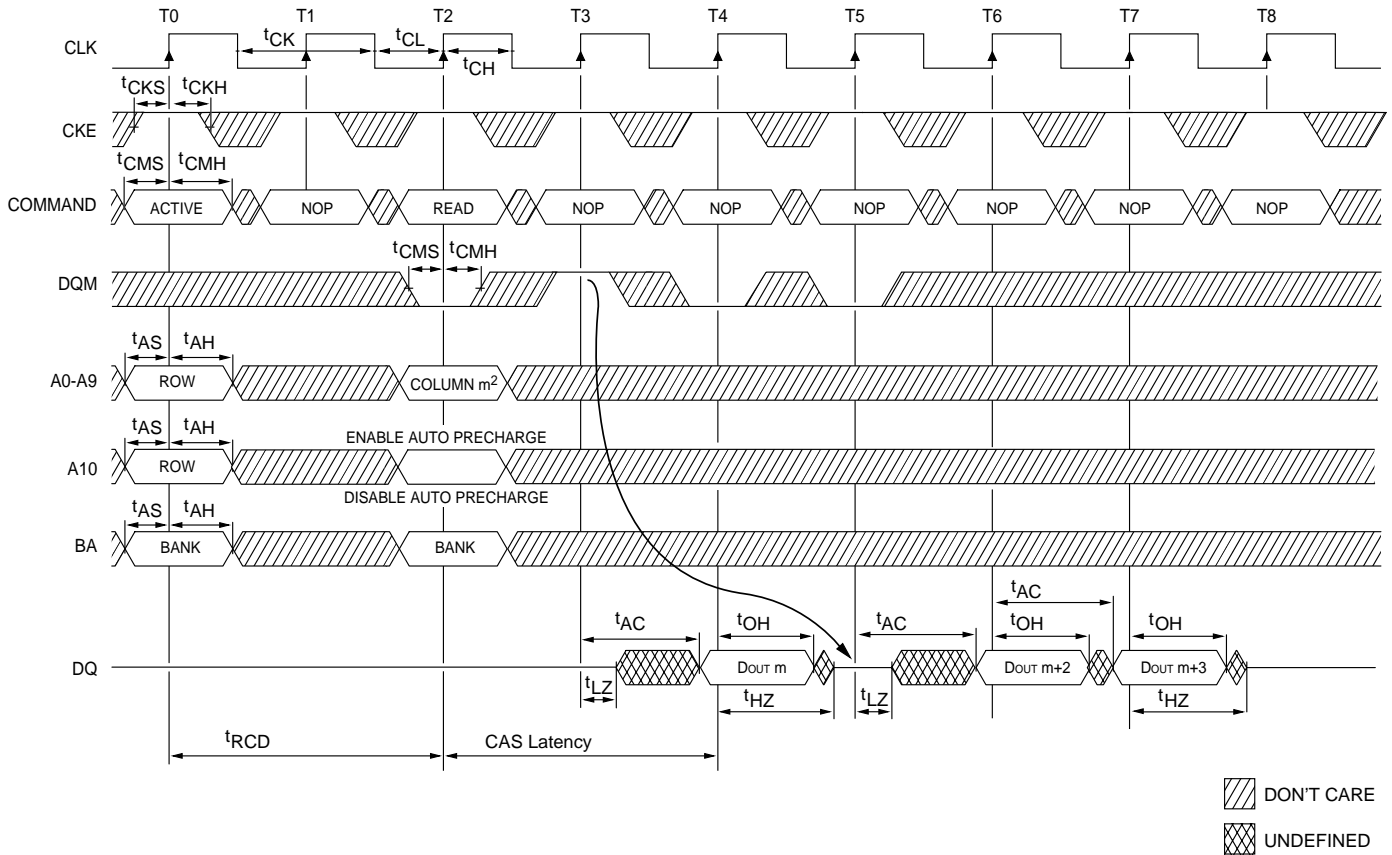 T0 T1 T2 T3 T4 T5 T6 T7 T8
CLK tCK tCL tCH
tCKS tCKH
CKE
tCMS tCMH
COMMAND ACTIVE NOP READ NOP NOP NOP NOP NOP NOP
tCMS tCMH
DQM
tAS tAH
A0-A9 ROW COLUMN m2
tAS tAH ENABLE AUTO PRECHARGE
A10 ROW
DISABLE AUTO PRECHARGE
tAS tAH
BA BANK BANK
tAC
tAC tOH tAC tOH tOH
DQ DOUT m DOUT m+2 DOUT m+3
tLZ tHZ tLZ tHZ
tRCD CAS Latency
DON'T CARE
UNDEFINED